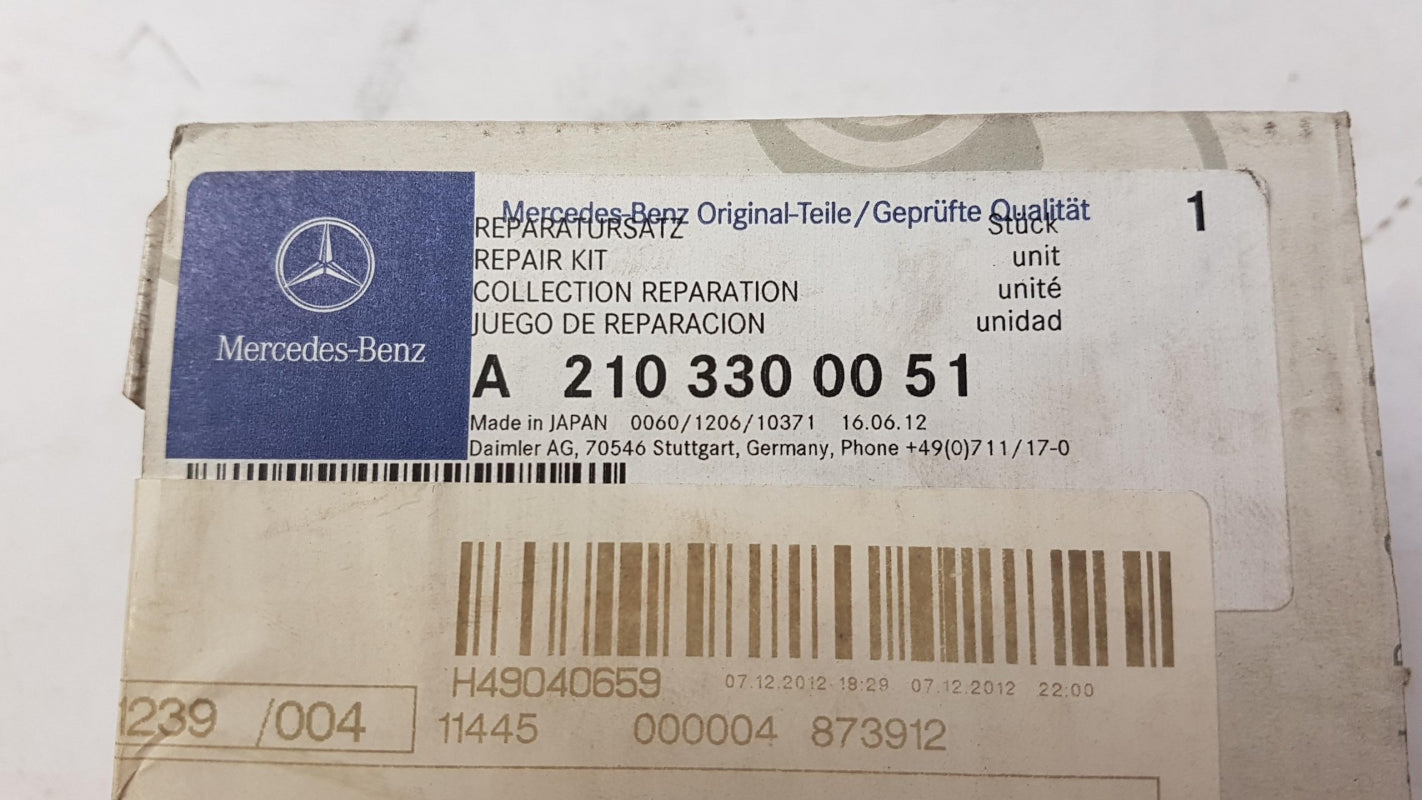 Mercedes-Benz Original-Teile/Geprüfte Qualität
1
REPARATURSATZ Stück
REPAIR KIT unit
COLLECTION REPARATION unité
JUEGO DE REPARACION unidad
Mercedes-Benz
A 210 330 00 51
Made in JAPAN 0060/1206/10371 16.06.12
Daimler AG, 70546 Stuttgart, Germany, Phone +49(0)711/17-0
H49040659 07.12.2012 18:29 07.12.2012 22:00
1239 /004 11445 000004 873912